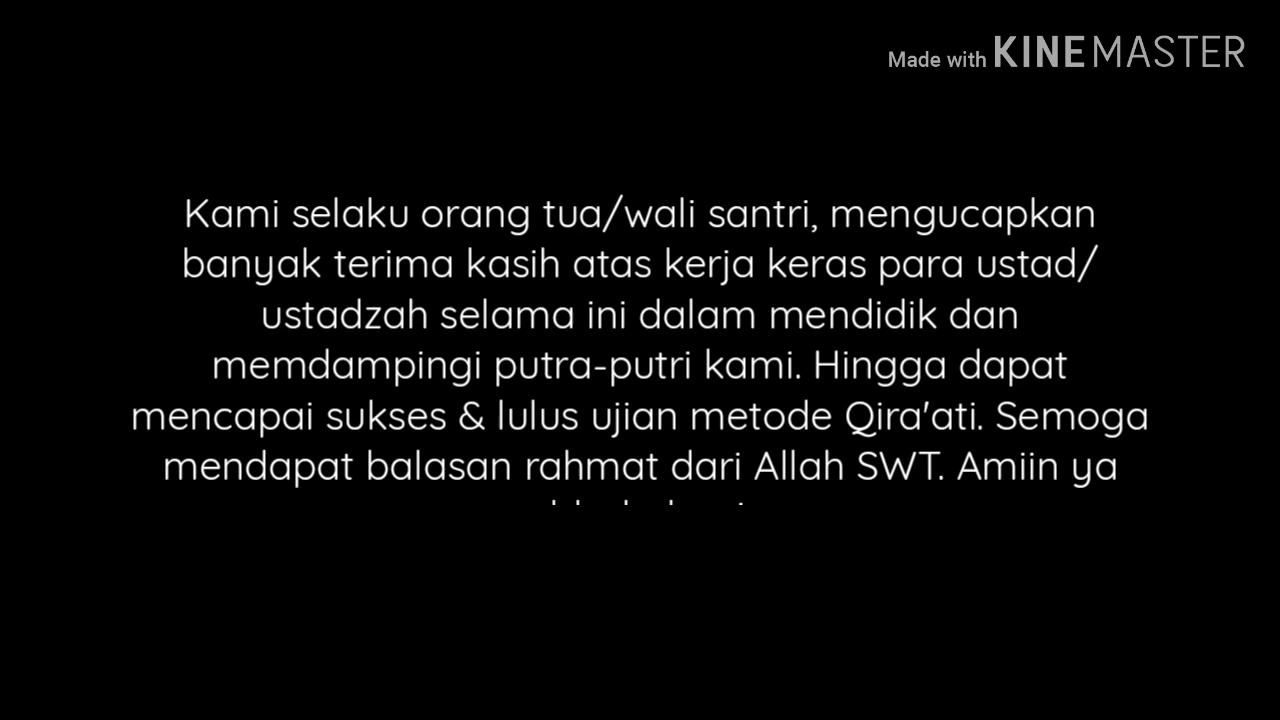 Made with KINEMASTER
Kami selaku orang tua/wali santri, mengucapkan
banyak terima kasih atas kerja keras para ustad/
ustadzah selama ini dalam mendidik dan
memdampingi putra-putri kami. Hingga dapat
mencapai sukses & lulus ujian metode Qira'ati. Semoga
mendapat balasan rahmat dari Allah SWT. Amiin ya